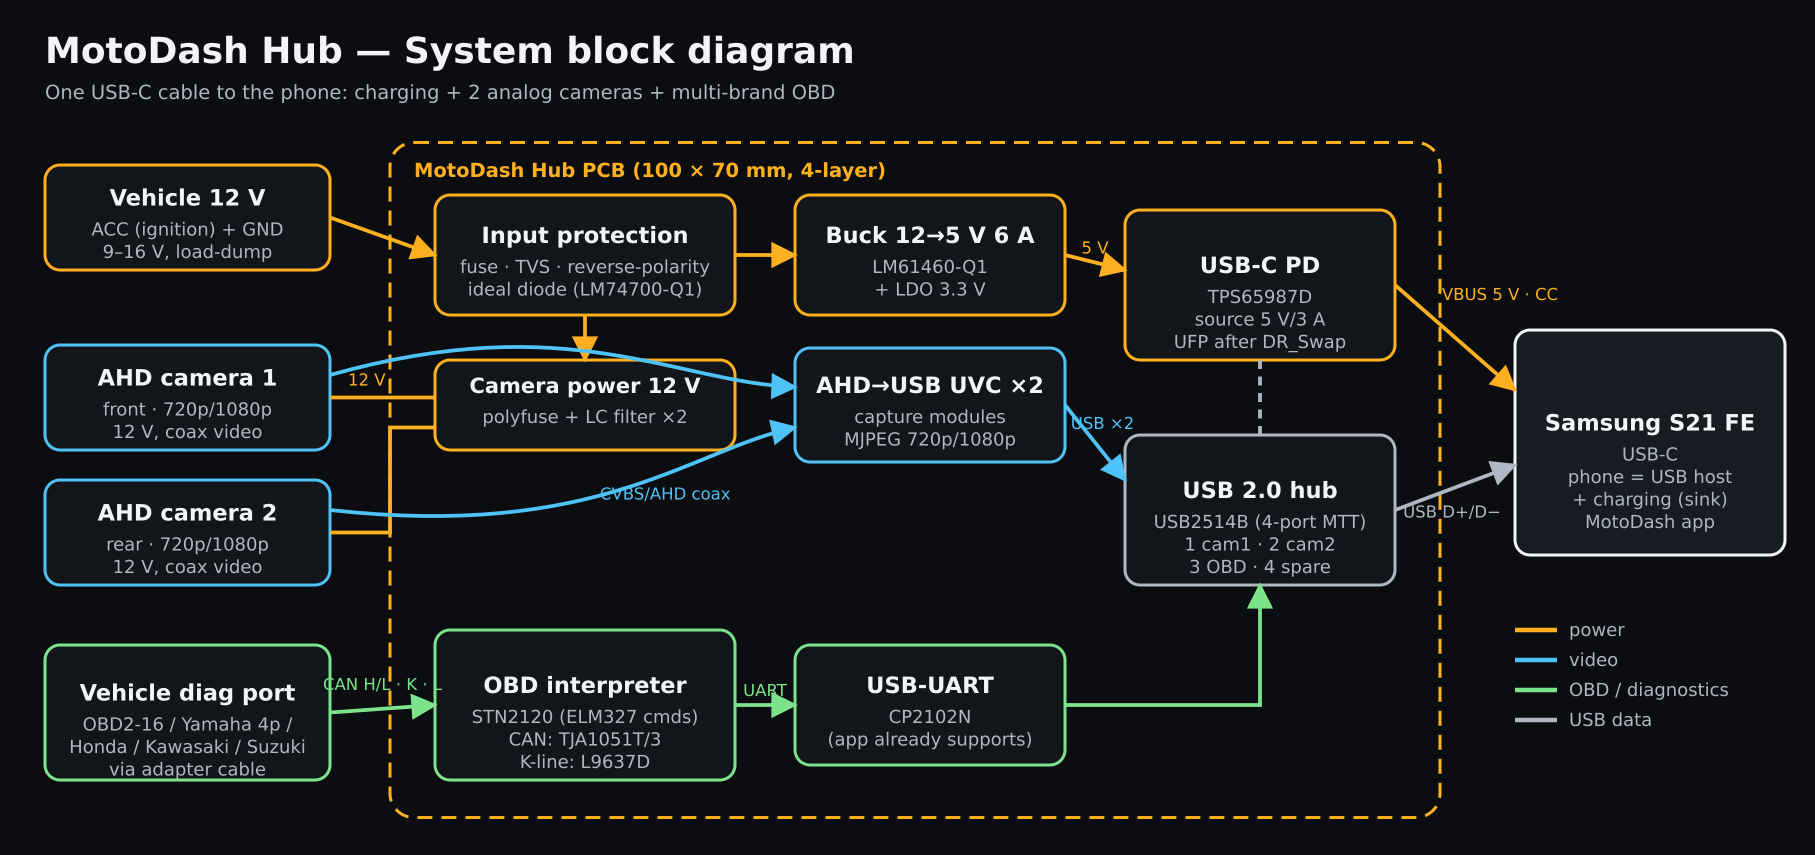 MotoDash Hub — System block diagram
One USB-C cable to the phone: charging + 2 analog cameras + multi-brand OBD
MotoDash Hub PCB (100 × 70 mm, 4-layer)
Vehicle 12 V
ACC (ignition) + GND
9–16 V, load-dump
Input protection
fuse · TVS · reverse-polarity
ideal diode (LM74700-Q1)
Buck 12→5 V 6 A
LM61460-Q1
+ LDO 3.3 V
5 V
USB-C PD
TPS65987D
source 5 V/3 A
UFP after DR_Swap
VBUS 5 V · CC
AHD camera 1
front · 720p/1080p
12 V, coax video
12 V
Camera power 12 V
polyfuse + LC filter ×2
AHD→USB UVC ×2
capture modules
MJPEG 720p/1080p
USB ×2
Samsung S21 FE
USB-C
phone = USB host
+ charging (sink)
MotoDash app
AHD camera 2
rear · 720p/1080p
12 V, coax video
CVBS/AHD coax
USB 2.0 hub
USB2514B (4-port MTT)
1 cam1 · 2 cam2
3 OBD · 4 spare
USB D+/D−
Vehicle diag port
OBD2-16 / Yamaha 4p /
Honda / Kawasaki / Suzuki
via adapter cable
CAN H/L · K · L
OBD interpreter
STN2120 (ELM327 cmds)
CAN: TJA1051T/3
K-line: L9637D
UART
USB-UART
CP2102N
(app already supports)
power
video
OBD / diagnostics
USB data